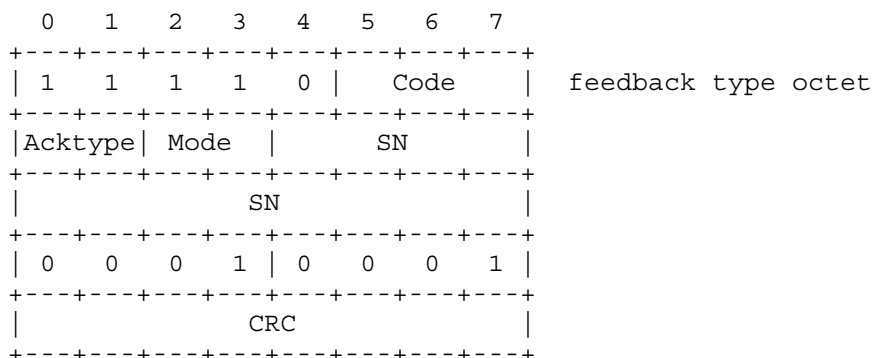 0   1   2   3   4   5   6   7
+---+---+---+---+---+---+---+---+
| 1   1   1   1   0 |   Code    |  feedback type octet
+---+---+---+---+---+---+---+---+
|Acktype| Mode  |      SN       |
+---+---+---+---+---+---+---+---+
|              SN               |
+---+---+---+---+---+---+---+---+
| 0   0   0   1 | 0   0   0   1 |
+---+---+---+---+---+---+---+---+
|              CRC              |
+---+---+---+---+---+---+---+---+